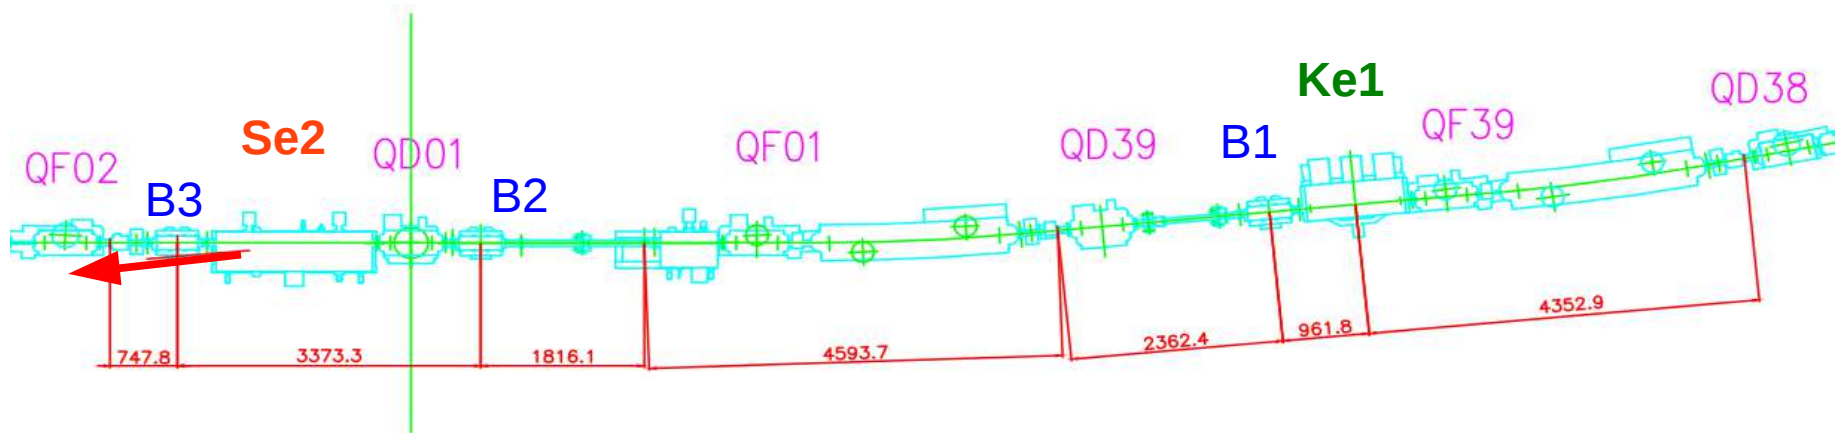 QF02
B3
Se2
QD01
B2
QF01
QD39
B1
Ke1
QF39
QD38
747.8
3373.3
1816.1
4593.7
2362.4
961.8
4352.9